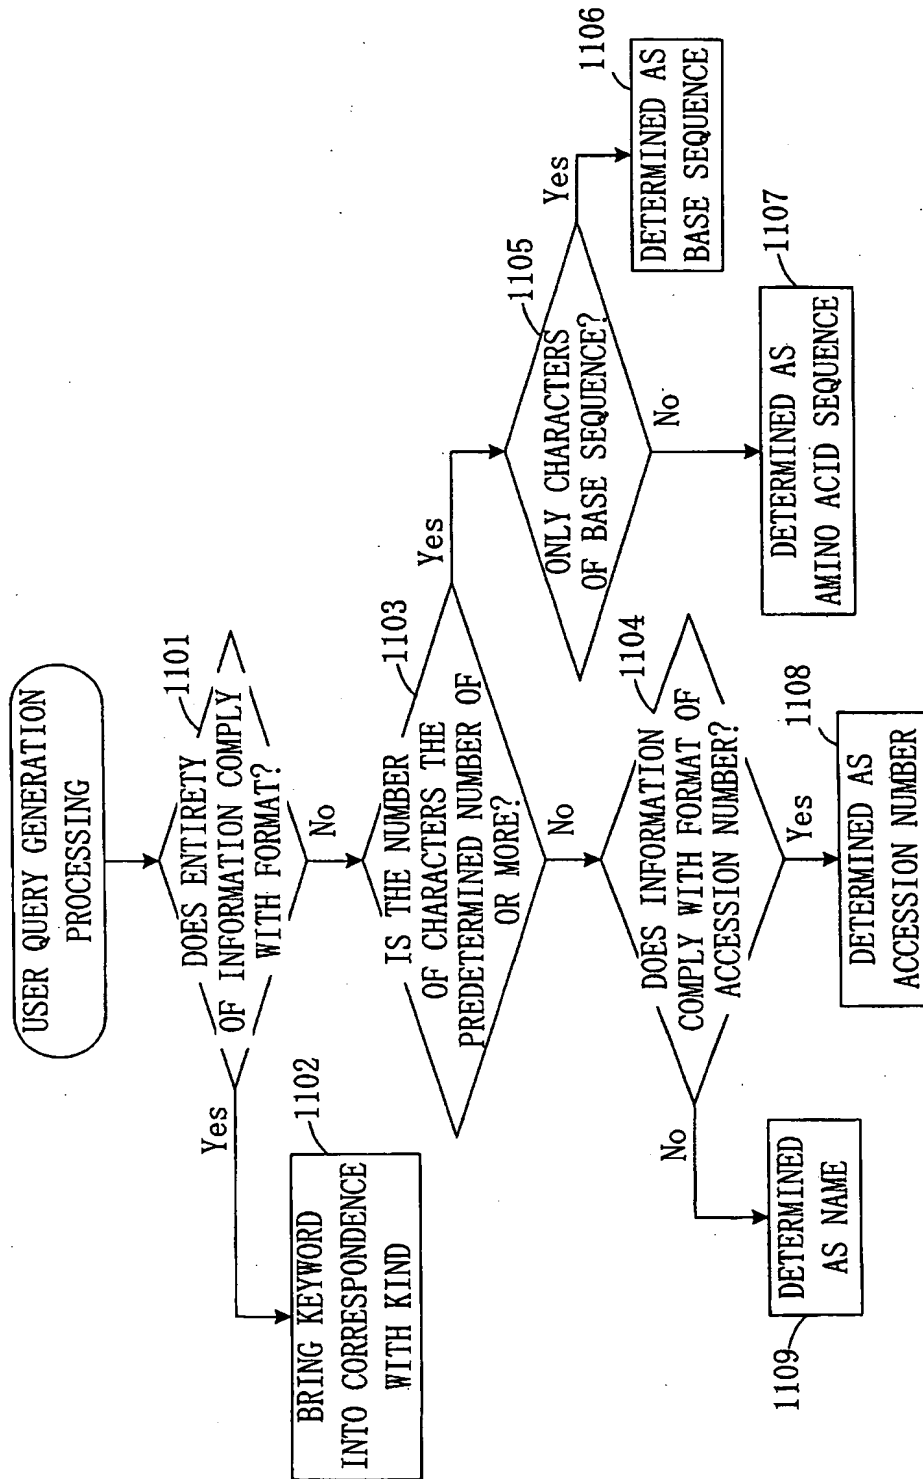 USER QUERY GENERATION
PROCESSING
1101
DOES ENTIRETY
OF INFORMATION COMPLY
WITH FORMAT?
Yes
No
1102
BRING KEYWORD
INTO CORRESPONDENCE
WITH KIND
1103
IS THE NUMBER
OF CHARACTERS THE
PREDETERMINED NUMBER OF
OR MORE?
Yes
No
1105
ONLY CHARACTERS
OF BASE SEQUENCE?
Yes
No
1106
DETERMINED AS
BASE SEQUENCE
1107
DETERMINED AS
AMINO ACID SEQUENCE
1104
DOES INFORMATION
COMPLY WITH FORMAT OF
ACCESSION NUMBER?
No
Yes
1108
DETERMINED AS
ACCESSION NUMBER
DETERMINED
AS NAME
1109